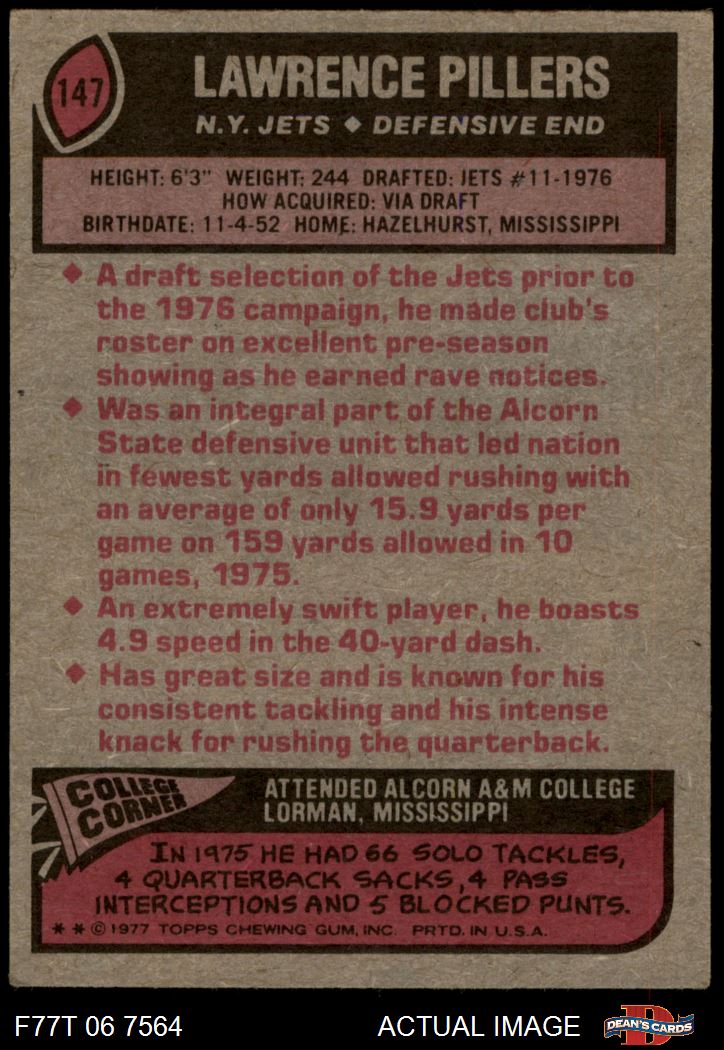 147
LAWRENCE PILLERS
N.Y. JETS ◆ DEFENSIVE END
HEIGHT: 6'3" WEIGHT: 244 DRAFTED: JETS #11-1976
HOW ACQUIRED: VIA DRAFT
BIRTHDATE: 11-4-52 HOME: HAZELHURST, MISSISSIPPI
◆ A draft selection of the Jets prior to
the 1976 campaign, he made club's
roster on excellent pre-season
showing as he earned rave notices.
◆ Was an integral part of the Alcorn
State defensive unit that led nation
in fewest yards allowed rushing with
an average of only 15.9 yards per
game on 159 yards allowed in 10
games, 1975.
◆ An extremely swift player, he boasts
4.9 speed in the 40-yard dash.
◆ Has great size and is known for his
consistent tackling and his intense
knack for rushing the quarterback.
COLLEGE
CORNER
ATTENDED ALCORN A&M COLLEGE
LORMAN, MISSISSIPPI
IN 1975 HE HAD 66 SOLO TACKLES,
4 QUARTERBACK SACKS, 4 PASS
INTERCEPTIONS AND 5 BLOCKED PUNTS.
* * © 1977 TOPPS CHEWING GUM, INC. PRTD. IN U.S.A.
F77T 06 7564
ACTUAL IMAGE
D
DEAN'S CARDS